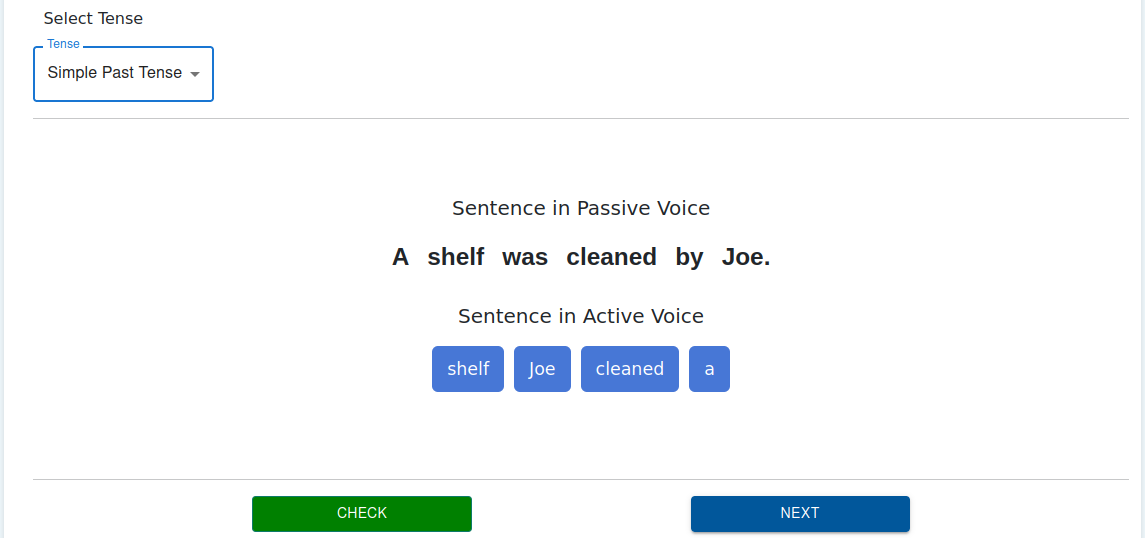 Select Tense
Tense
Simple Past Tense
Sentence in Passive Voice
A shelf was cleaned by Joe.
Sentence in Active Voice
shelf Joe cleaned a
CHECK NEXT